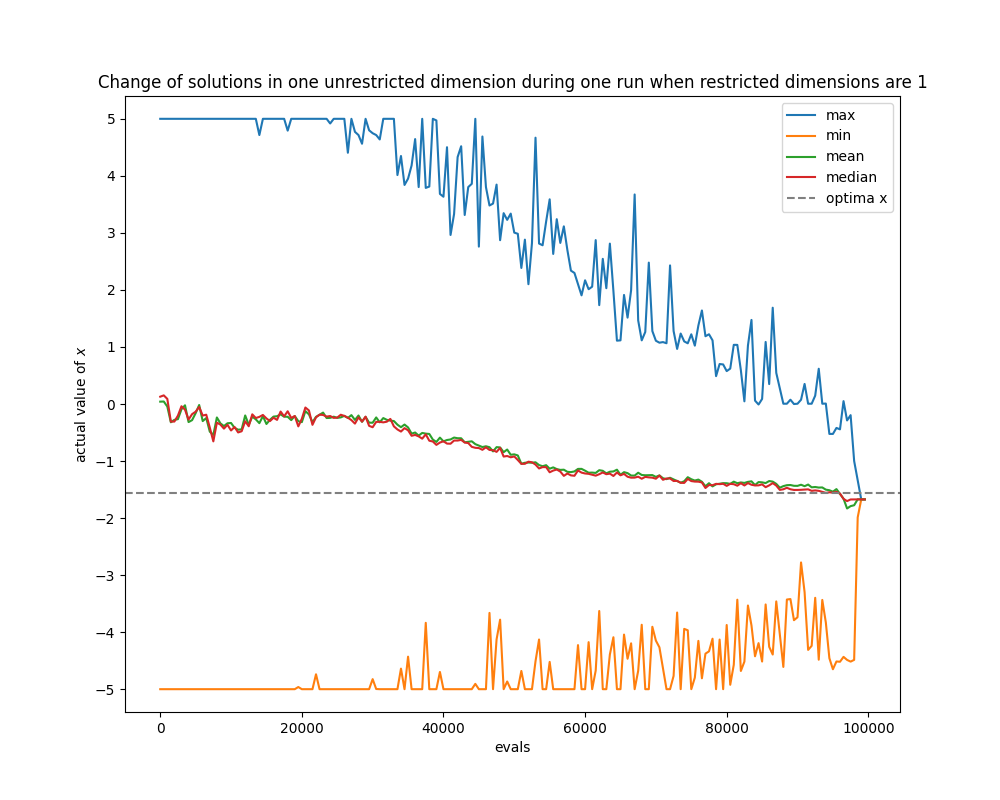 Change of solutions in one unrestricted dimension during one run when restricted dimensions are 1
max
min
mean
median
optima x
actual value of x
5
4
3
2
1
0
−1
−2
−3
−4
−5
0
20000
40000
60000
80000
100000
evals